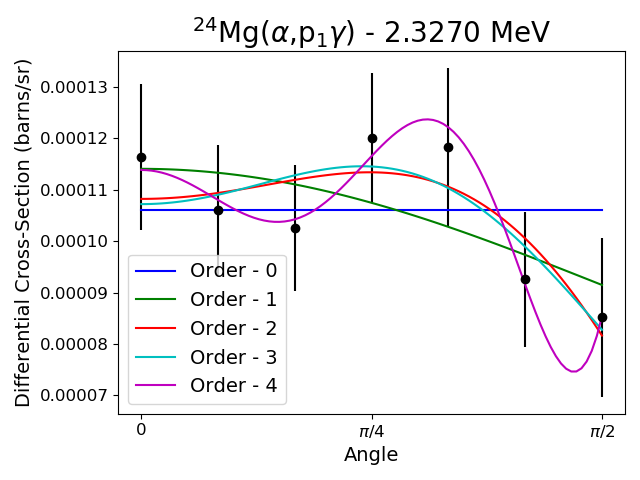 ²⁴Mg(α,p₁γ) - 2.3270 MeV
Differential Cross-Section (barns/sr)
0.00013
0.00012
0.00011
0.00010
0.00009
0.00008
0.00007
Order - 0
Order - 1
Order - 2
Order - 3
Order - 4
0 π/4 π/2
Angle